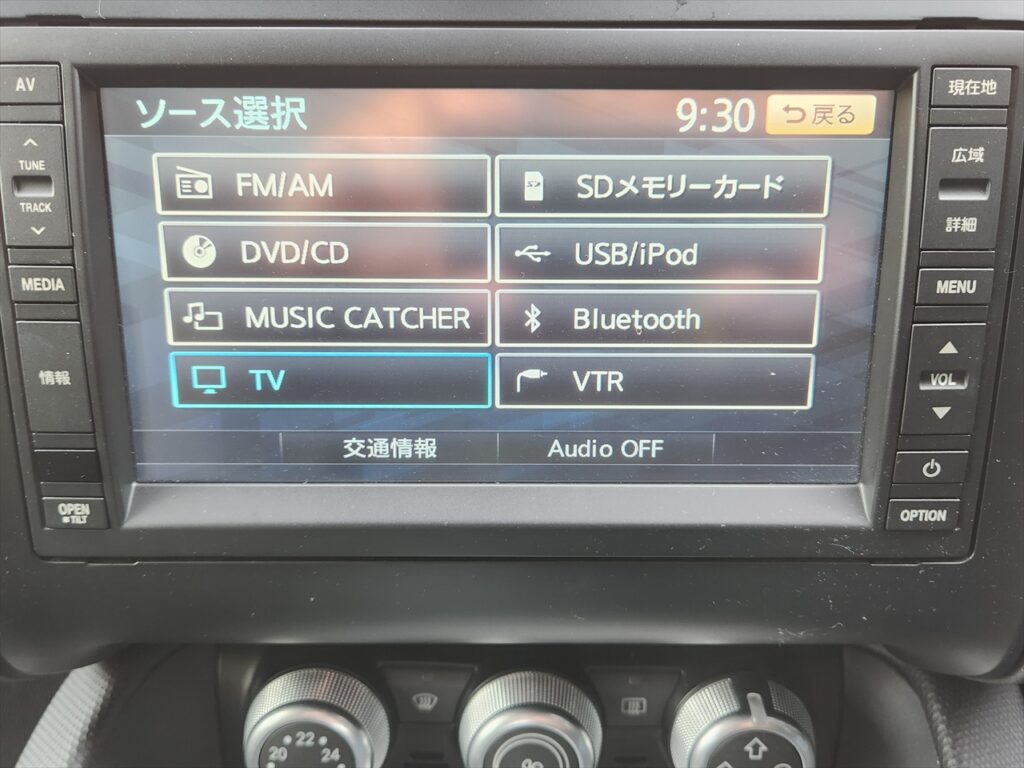 AV
TUNE
TRACK
MEDIA
情報
OPEN
TILT
ソース選択
9:30
戻る
FM/AM
SDメモリーカード
DVD/CD
USB/iPod
MUSIC CATCHER
Bluetooth
TV
VTR
交通情報
Audio OFF
現在地
広域
詳細
MENU
VOL
OPTION
20
22
24